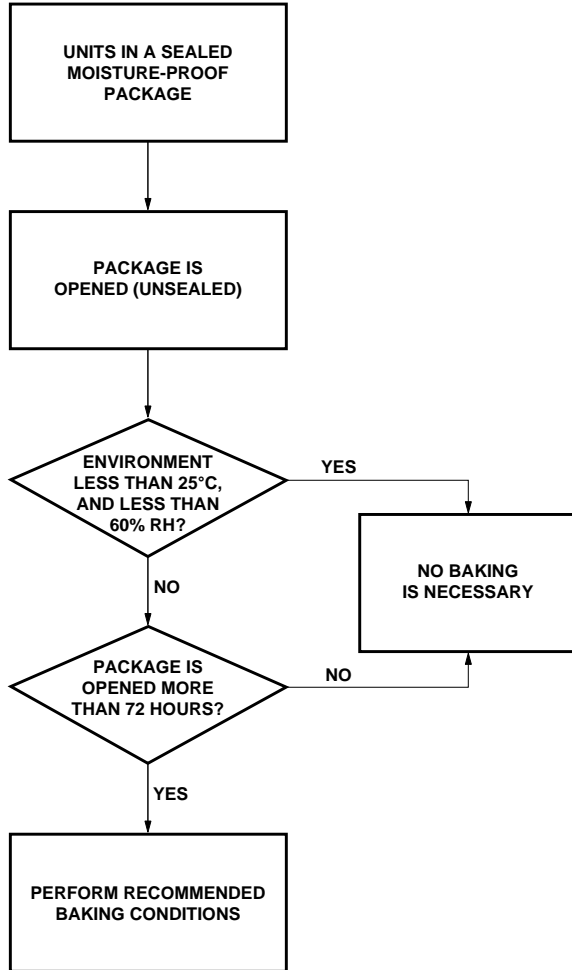 UNITS IN A SEALED
MOISTURE-PROOF
PACKAGE
PACKAGE IS
OPENED (UNSEALED)
ENVIRONMENT
LESS THAN 25°C,
AND LESS THAN
60% RH?
YES
NO BAKING
IS NECESSARY
NO
PACKAGE IS
OPENED MORE
THAN 72 HOURS?
NO
YES
PERFORM RECOMMENDED
BAKING CONDITIONS